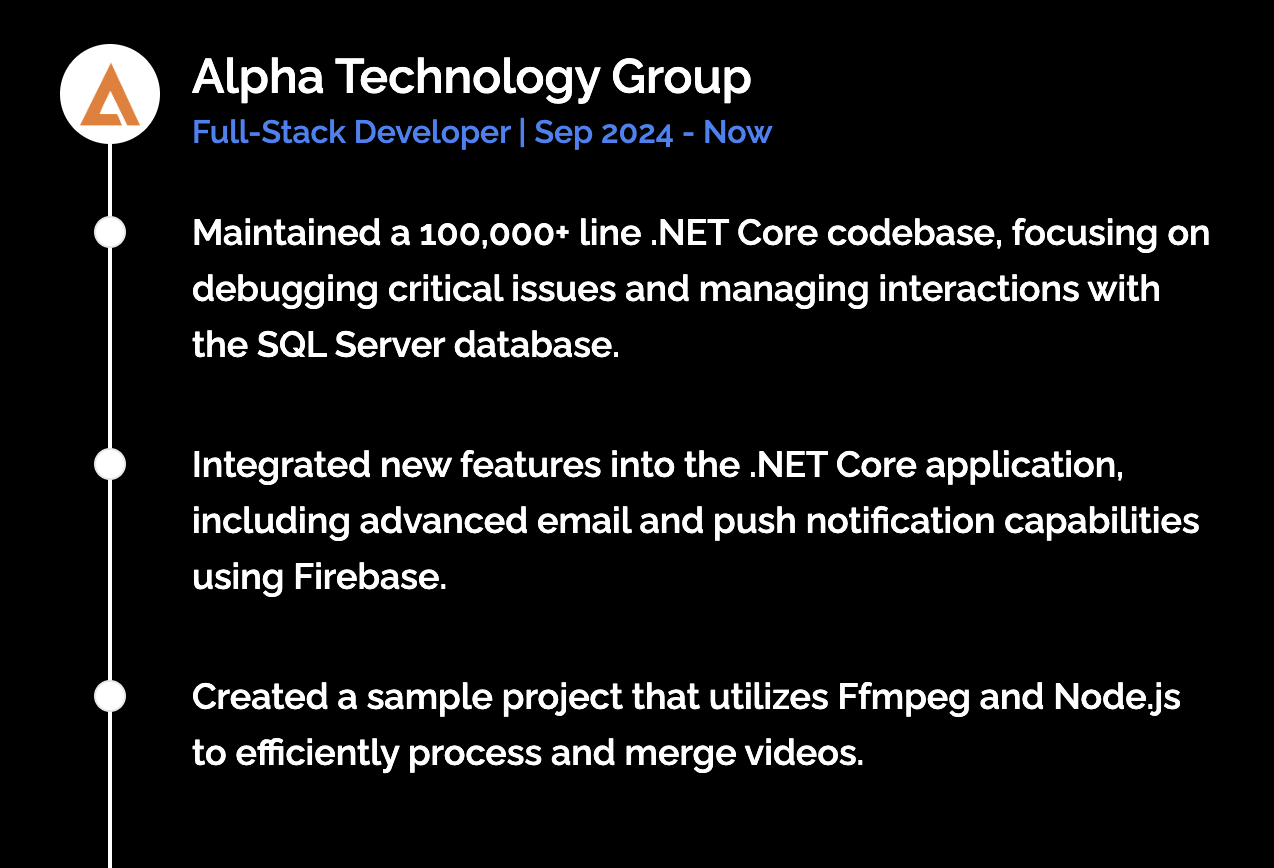 Alpha Technology Group
Full-Stack Developer | Sep 2024 - Now
Maintained a 100,000+ line .NET Core codebase, focusing on
debugging critical issues and managing interactions with
the SQL Server database.
Integrated new features into the .NET Core application,
including advanced email and push notification capabilities
using Firebase.
Created a sample project that utilizes Ffmpeg and Node.js
to efficiently process and merge videos.